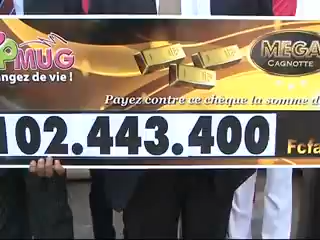 PMUG
MEGA
CAGNOTTE
angez de vie !
Payez contre ce chèque la somme d
102.443.400
Fcfa